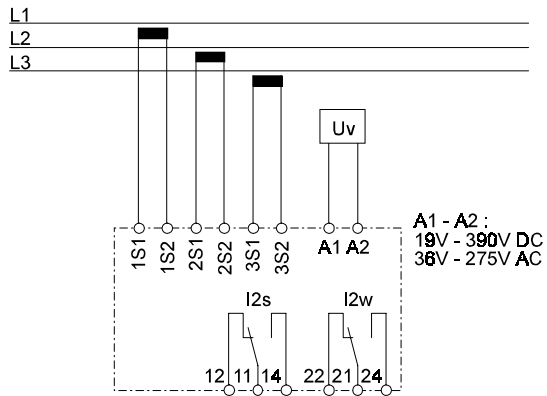 L1
L2
L3
Uv
1S1 1S2 2S1 2S2 3S1 3S2 A1 A2
A1 - A2 :
19V - 390V DC
36V - 275V AC
I2s I2w
12 11 14 22 21 24